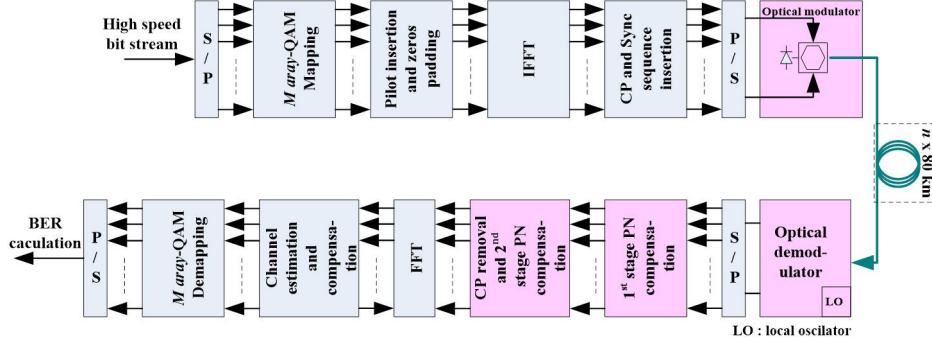 High speed
bit stream
S
/
P
M aray-QAM
Mapping
Pilot insertion
and zeros
padding
IFFT
CP and Sync
sequence
insertion
P
/
S
Optical modulator
n x 80 km
BER
caculation
P
/
S
M aray-QAM
Demapping
Channel
estimation
and
compensa-
tion
FFT
CP removal
and 2nd
stage PN
compensa-
tion
1st stage PN
compensa-
tion
S
/
P
Optical
demod-
ulator
LO
LO : local oscilator